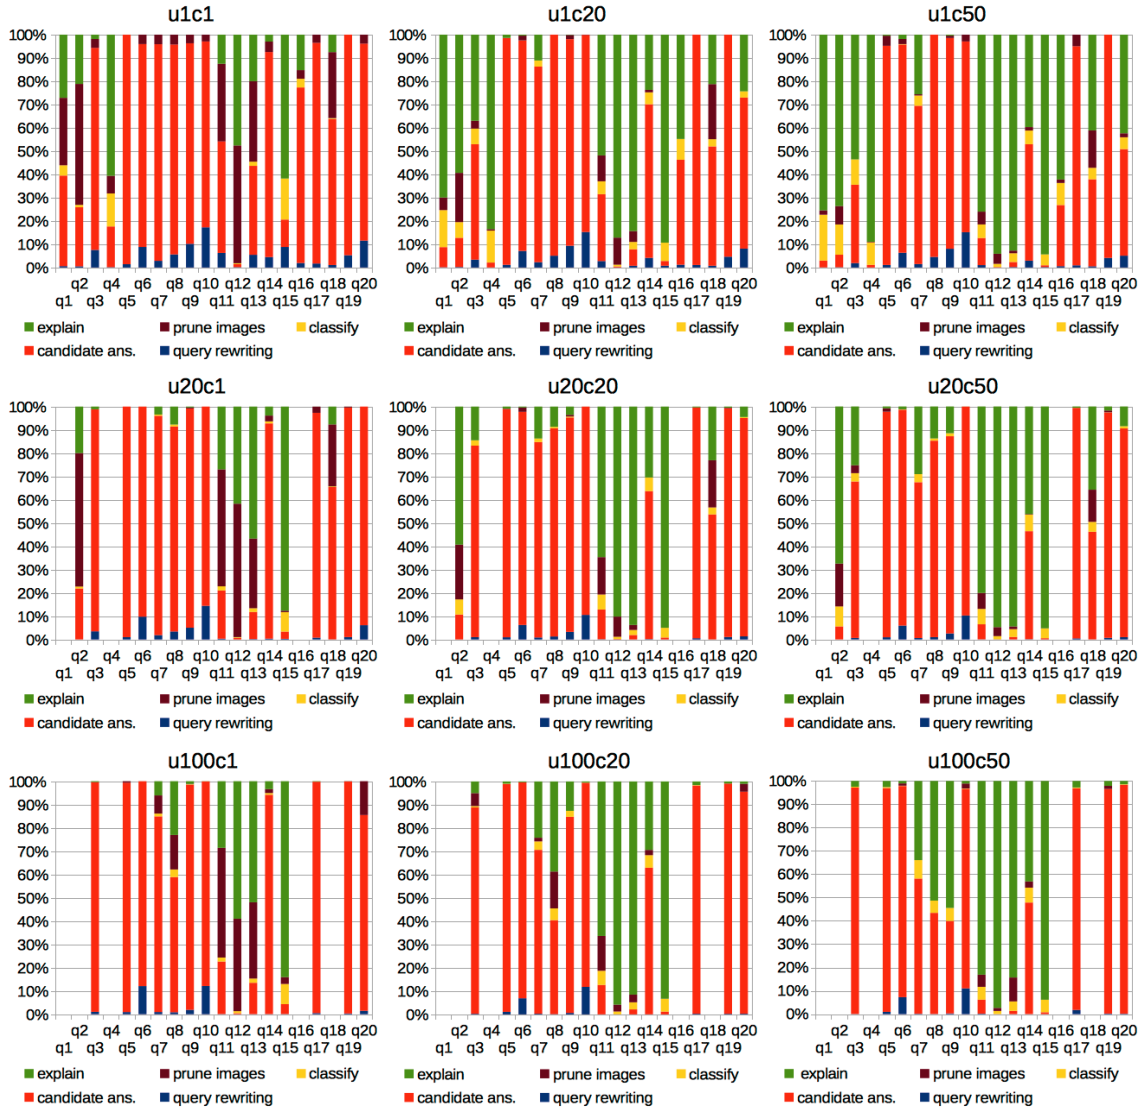 u1c1
100%
90%
80%
70%
60%
50%
40%
30%
20%
10%
0%
q2 q4 q6 q8 q10 q12 q14 q16 q18 q20
q1 q3 q5 q7 q9 q11 q13 q15 q17 q19
explain prune images classify
candidate ans. query rewriting
u1c20
100%
90%
80%
70%
60%
50%
40%
30%
20%
10%
0%
q2 q4 q6 q8 q10 q12 q14 q16 q18 q20
q1 q3 q5 q7 q9 q11 q13 q15 q17 q19
explain prune images classify
candidate ans. query rewriting
u1c50
100%
90%
80%
70%
60%
50%
40%
30%
20%
10%
0%
q2 q4 q6 q8 q10 q12 q14 q16 q18 q20
q1 q3 q5 q7 q9 q11 q13 q15 q17 q19
explain prune images classify
candidate ans. query rewriting
u20c1
100%
90%
80%
70%
60%
50%
40%
30%
20%
10%
0%
q2 q4 q6 q8 q10 q12 q14 q16 q18 q20
q1 q3 q5 q7 q9 q11 q13 q15 q17 q19
explain prune images classify
candidate ans. query rewriting
u20c20
100%
90%
80%
70%
60%
50%
40%
30%
20%
10%
0%
q2 q4 q6 q8 q10 q12 q14 q16 q18 q20
q1 q3 q5 q7 q9 q11 q13 q15 q17 q19
explain prune images classify
candidate ans. query rewriting
u20c50
100%
90%
80%
70%
60%
50%
40%
30%
20%
10%
0%
q2 q4 q6 q8 q10 q12 q14 q16 q18 q20
q1 q3 q5 q7 q9 q11 q13 q15 q17 q19
explain prune images classify
candidate ans. query rewriting
u100c1
100%
90%
80%
70%
60%
50%
40%
30%
20%
10%
0%
q2 q4 q6 q8 q10 q12 q14 q16 q18 q20
q1 q3 q5 q7 q9 q11 q13 q15 q17 q19
explain prune images classify
candidate ans. query rewriting
u100c20
100%
90%
80%
70%
60%
50%
40%
30%
20%
10%
0%
q2 q4 q6 q8 q10 q12 q14 q16 q18 q20
q1 q3 q5 q7 q9 q11 q13 q15 q17 q19
explain prune images classify
candidate ans. query rewriting
u100c50
100%
90%
80%
70%
60%
50%
40%
30%
20%
10%
0%
q2 q4 q6 q8 q10 q12 q14 q16 q18 q20
q1 q3 q5 q7 q9 q11 q13 q15 q17 q19
explain prune images classify
candidate ans. query rewriting